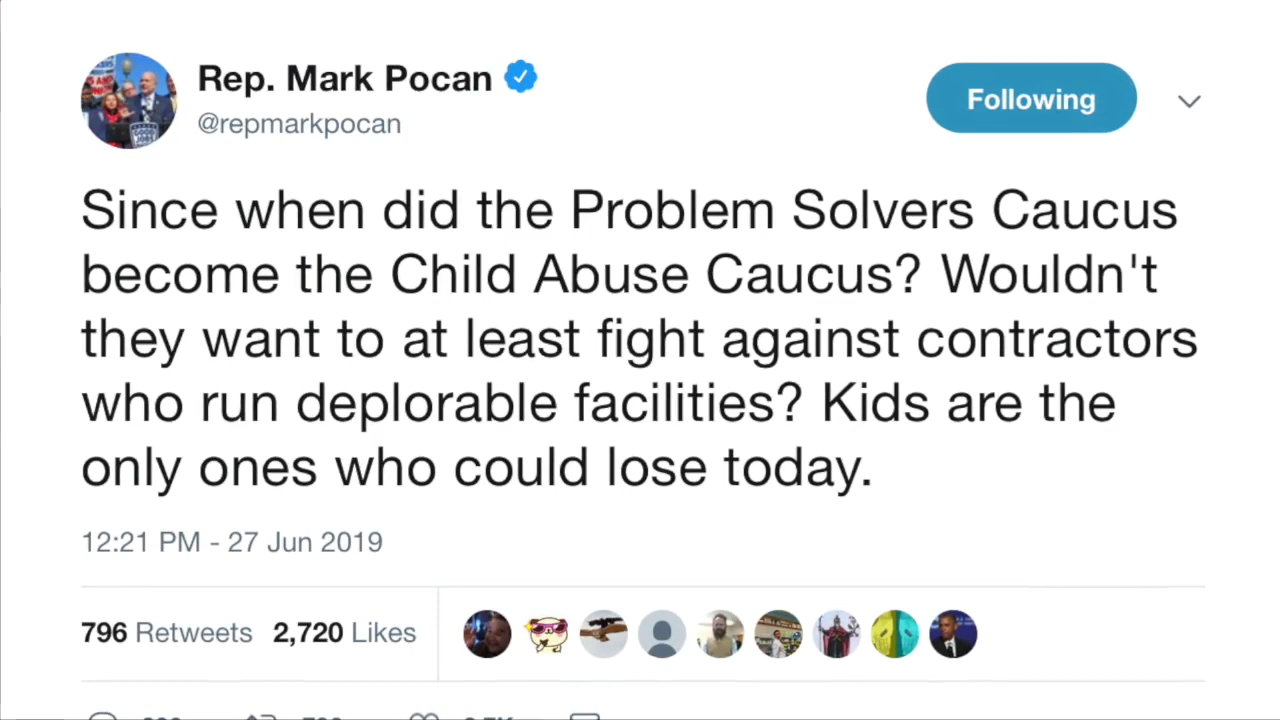 Rep. Mark Pocan
@repmarkpocan
Following
Since when did the Problem Solvers Caucus
become the Child Abuse Caucus? Wouldn't
they want to at least fight against contractors
who run deplorable facilities? Kids are the
only ones who could lose today.
12:21 PM - 27 Jun 2019
796 Retweets 2,720 Likes